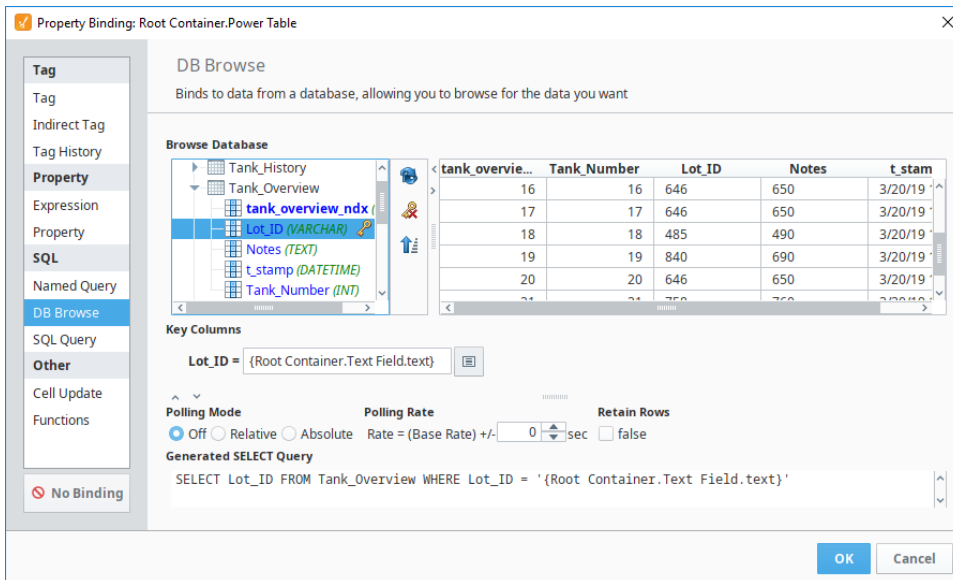 Property Binding: Root Container.Power Table
Tag
Tag
Indirect Tag
Tag History
Property
Expression
Property
SQL
Named Query
DB Browse
SQL Query
Other
Cell Update
Functions
No Binding
DB Browse
Binds to data from a database, allowing you to browse for the data you want
Browse Database
Tank_History
Tank_Overview
tank_overview_ndx (
Lot_ID (VARCHAR)
Notes (TEXT)
t_stamp (DATETIME)
Tank_Number (INT)
tank_overvie... Tank_Number Lot_ID Notes t_stam
16 16 646 650 3/20/19 1
17 17 646 650 3/20/19 1
18 18 485 490 3/20/19 1
19 19 840 690 3/20/19 1
20 20 646 650 3/20/19 1
Key Columns
Lot_ID = {Root Container.Text Field.text}
Polling Mode Polling Rate Retain Rows
Off Relative Absolute Rate = (Base Rate) +/- 0 sec false
Generated SELECT Query
SELECT Lot_ID FROM Tank_Overview WHERE Lot_ID = '{Root Container.Text Field.text}'
OK Cancel